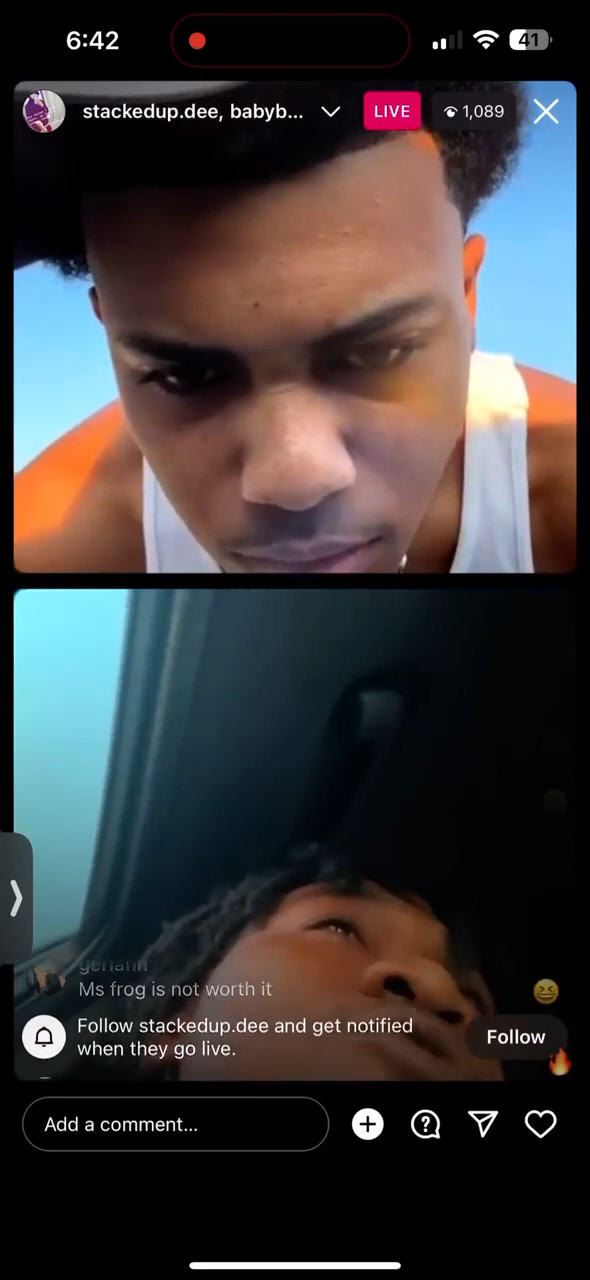 6:42
41
stackedup.dee, babyb...
LIVE
1,089
geriann
Ms frog is not worth it
Follow stackedup.dee and get notified
when they go live.
Follow
Add a comment...